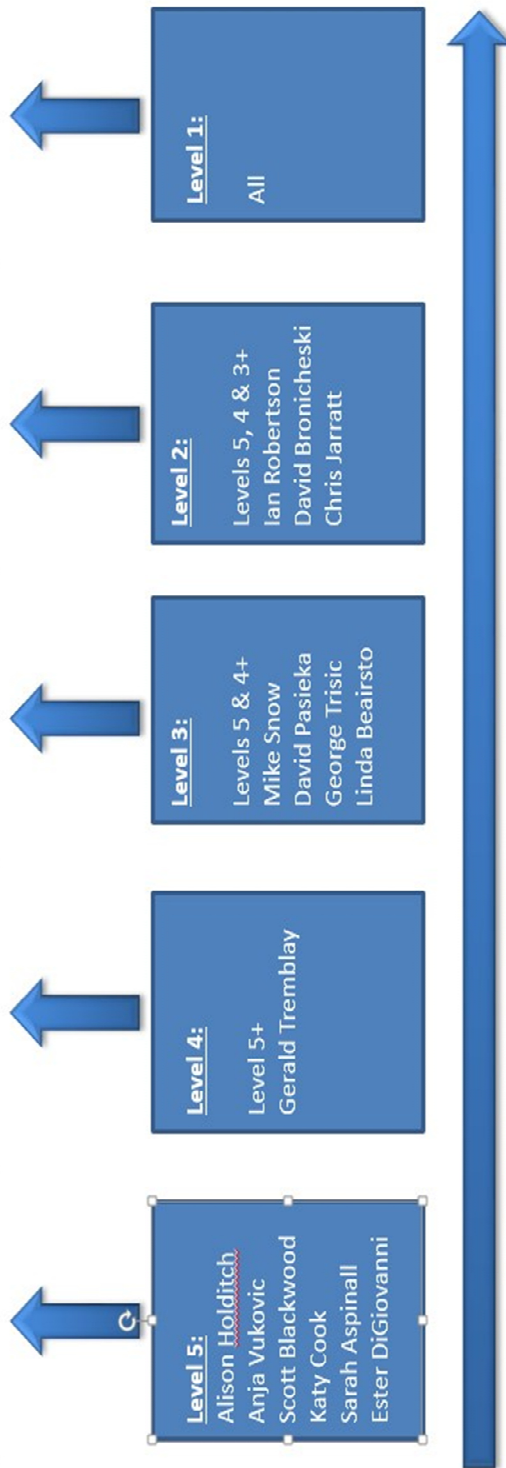 Level 5:
Alison Holditch
Anja Vukovic
Scott Blackwood
Katy Cook
Sarah Aspinall
Ester DiGiovanni
Level 4:
Level 5+
Gerald Tremblay
Level 3:
Levels 5 & 4+
Mike Snow
David Pasieka
George Trisic
Linda Beairsto
Level 2:
Levels 5, 4 & 3+
Ian Robertson
David Bronicheski
Chris Jarratt
Level 1:
All